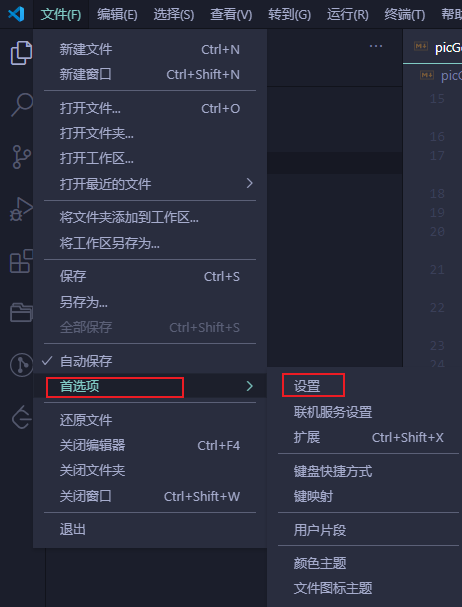 文件(F) 编辑(E) 选择(S) 查看(V) 转到(G) 运行(R) 终端(T) 帮助
新建文件 Ctrl+N
新建窗口 Ctrl+Shift+N
打开文件... Ctrl+O
打开文件夹...
打开工作区...
打开最近的文件
将文件夹添加到工作区...
将工作区另存为...
保存 Ctrl+S
另存为...
全部保存 Ctrl+Shift+S
自动保存
首选项
还原文件
关闭编辑器 Ctrl+F4
关闭文件夹
关闭窗口 Ctrl+Shift+W
退出
设置
联机服务设置
扩展 Ctrl+Shift+X
键盘快捷方式
键映射
用户片段
颜色主题
文件图标主题
... M+ picG
M+ pic
15
16
17
18
19
20
21
22
23
24